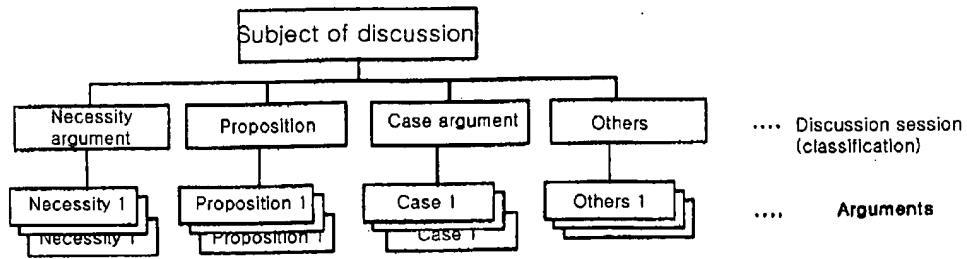 Subject of discussion
Necessity
argument
Proposition
Case argument
Others
.... Discussion session
(classification)
Necessity 1
Proposition 1
Case 1
Others 1
.... Arguments
Necessity 1
Proposition 1
Case 1